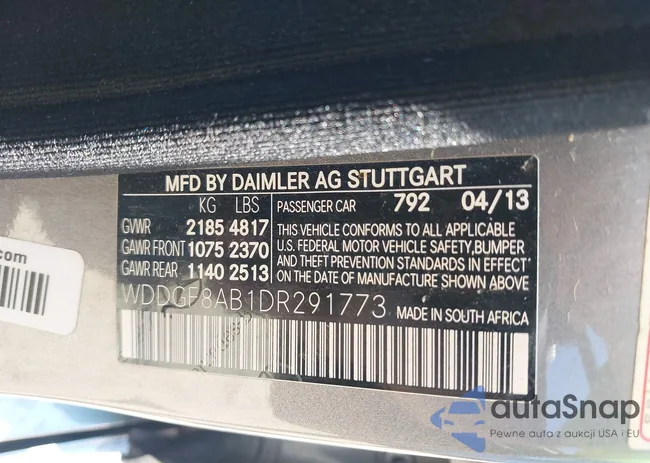 MFD BY DAIMLER AG STUTTGART
KG LBS
GVWR 2185 4817
GAWR FRONT 1075 2370
GAWR REAR 1140 2513
PASSENGER CAR 792 04/13
THIS VEHICLE CONFORMS TO ALL APPLICABLE
U.S. FEDERAL MOTOR VEHICLE SAFETY, BUMPER
AND THEFT PREVENTION STANDARDS IN EFFECT
ON THE DATE OF MANUFACTURE SHOWN ABOVE
WDDGF8AB1DR291773 MADE IN SOUTH AFRICA
.com
autaSnap
Pewne auta z aukcji USA i EU